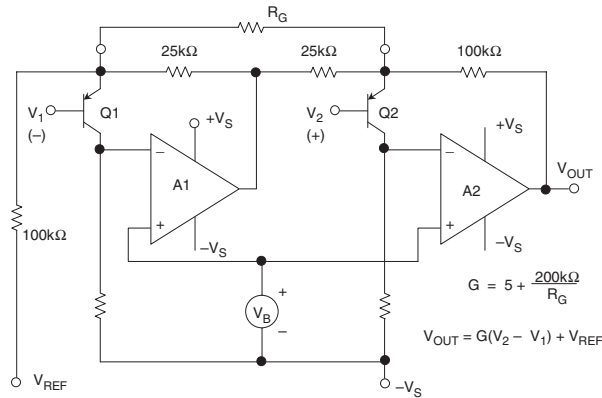 R_G
25kΩ 25kΩ 100kΩ
V_1 Q1 +V_S V_2 Q2 +V_S
(−) (+)
− − V_OUT
A1 A2
+ +
100kΩ −V_S −V_S
G = 5 + 200kΩ / R_G
+
V_B
−
V_OUT = G(V_2 − V_1) + V_REF
V_REF −V_S